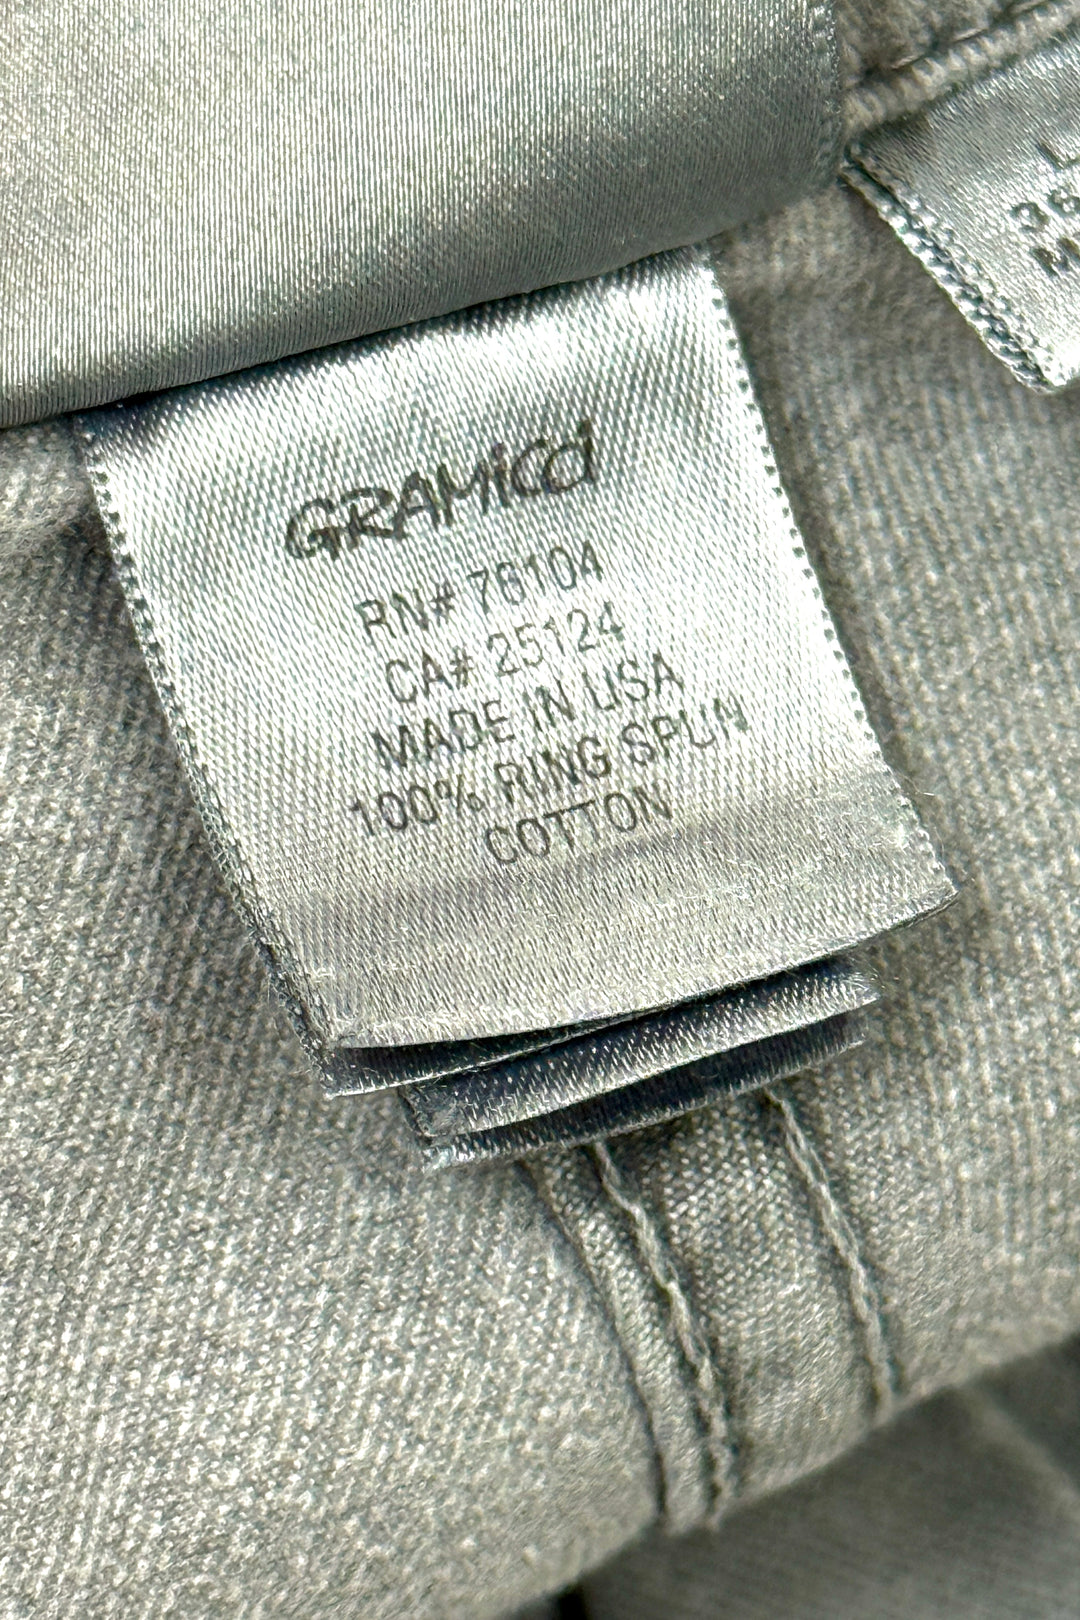 GRAMiCCi
RN# 76104
CA# 25124
MADE IN USA
100% RING SPUN
COTTON
L